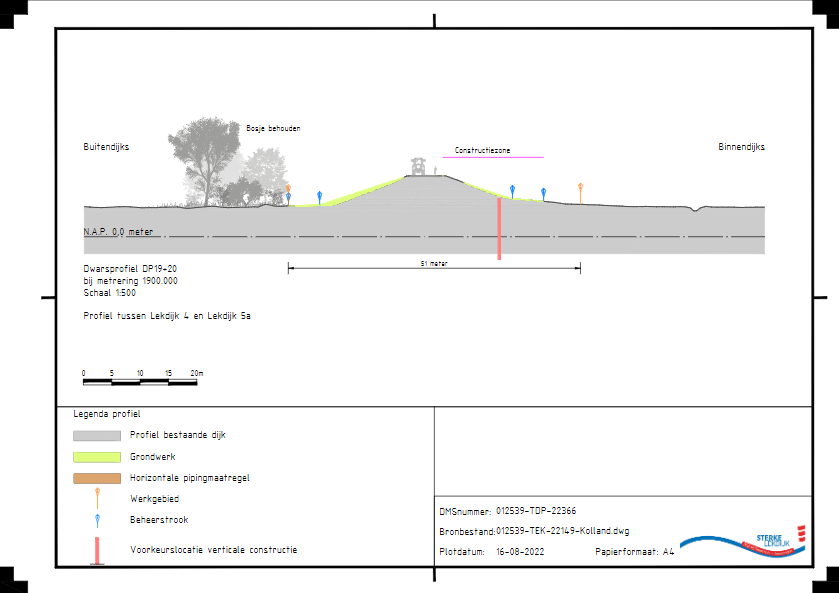 Bosje behouden
Buitendijks
Constructiezone
Binnendijks
N.A.P. 0,0 meter
51 meter
Dwarsprofiel DP19+20
bij metrering 1900.000
Schaal 1:500
Profiel tussen Lekdijk 4 en Lekdijk 5a
0 5 10 15 20m
Legenda profiel
Profiel bestaande dijk
Grondwerk
Horizontale pipingmaatregel
Werkgebied
Beheerstrook
Voorkeurslocatie verticale constructie
DMSnummer: 012539-TDP-22366
Bronbestand:012539-TEK-22149-Kolland.dwg
Plotdatum: 16-08-2022 Papierformaat: A4
STERKE
LEKDIJK